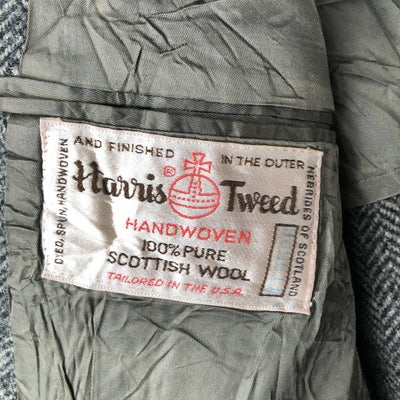 DYED, SPUN, HANDWOVEN
AND FINISHED IN THE OUTER
HEBRIDES OF SCOTLAND
Harris ® Tweed
HANDWOVEN
100% PURE
SCOTTISH WOOL
TAILORED IN THE U.S.A.